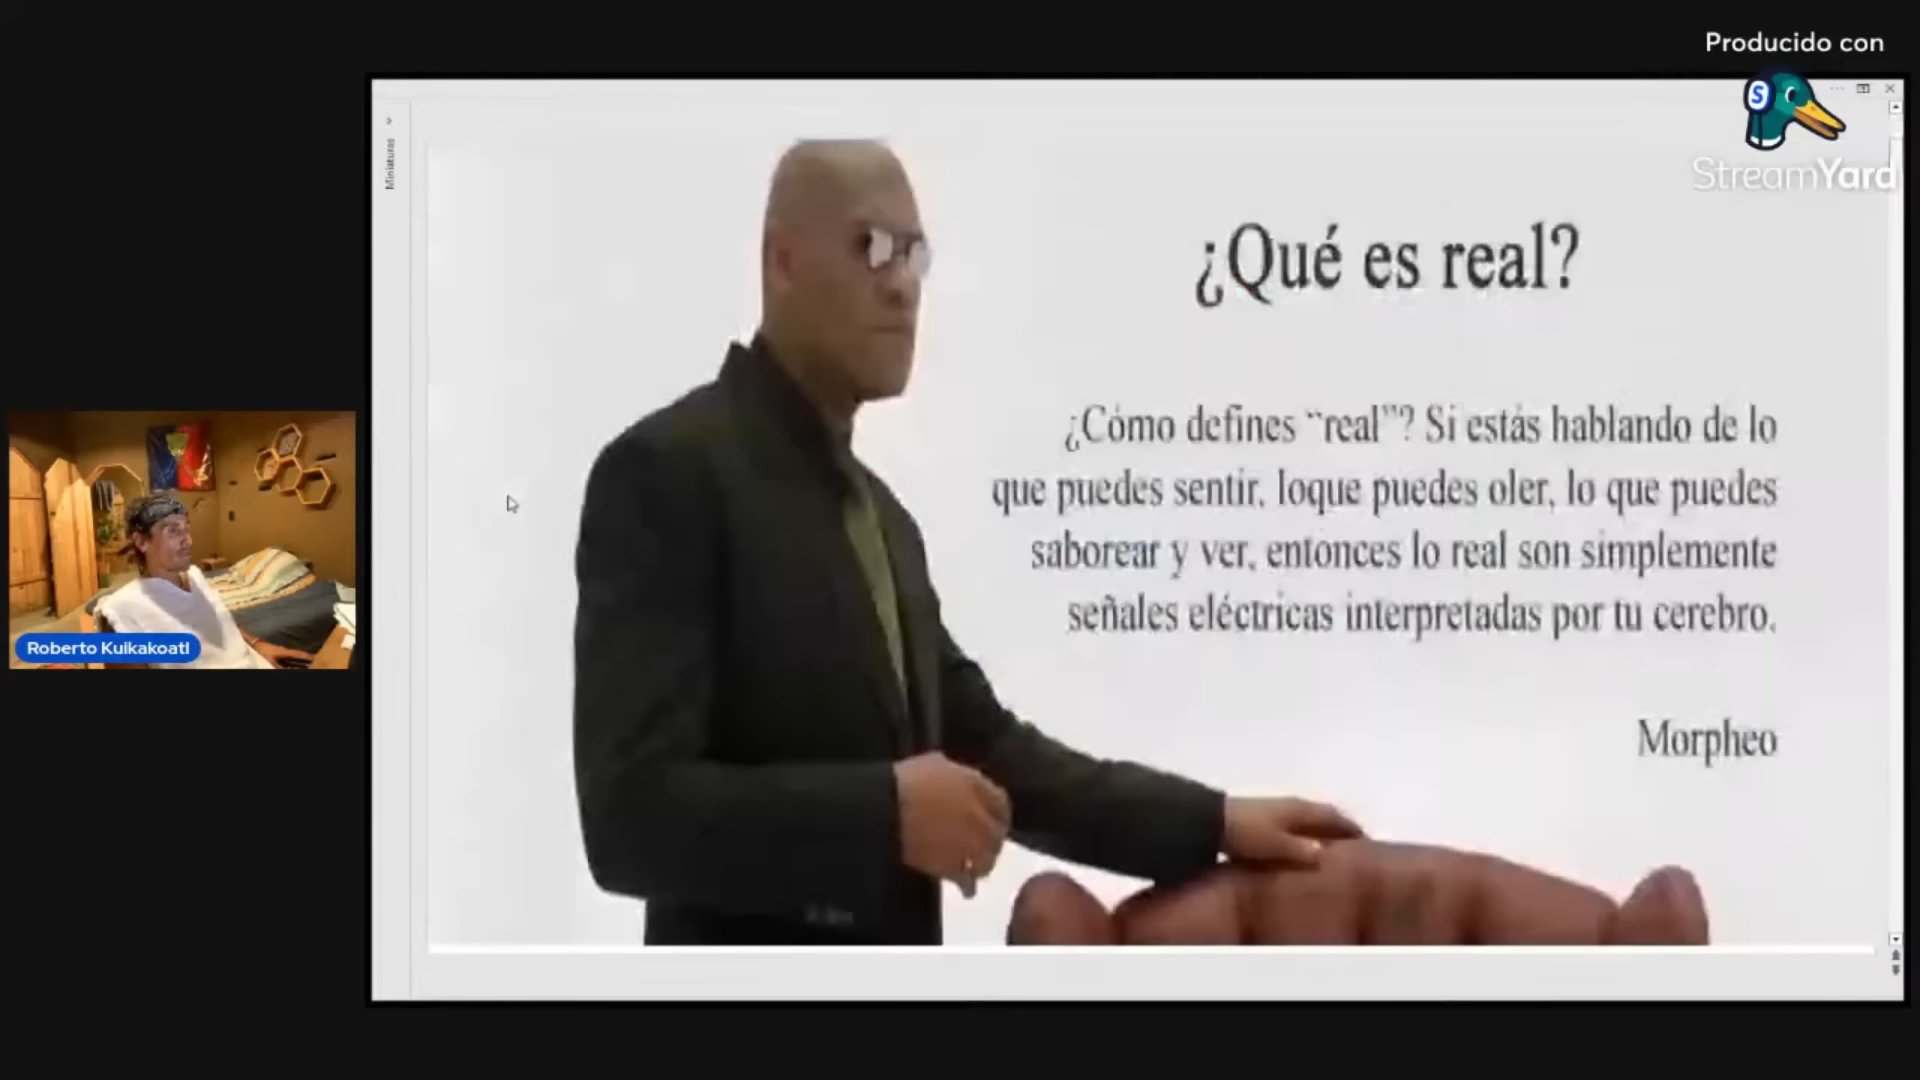 Producido con
StreamYard
Miniaturas
¿Qué es real?
¿Cómo defines “real”? Si estás hablando de lo
que puedes sentir, loque puedes oler, lo que puedes
saborear y ver, entonces lo real son simplemente
señales eléctricas interpretadas por tu cerebro.
Morpheo
Roberto Kuikakoatl